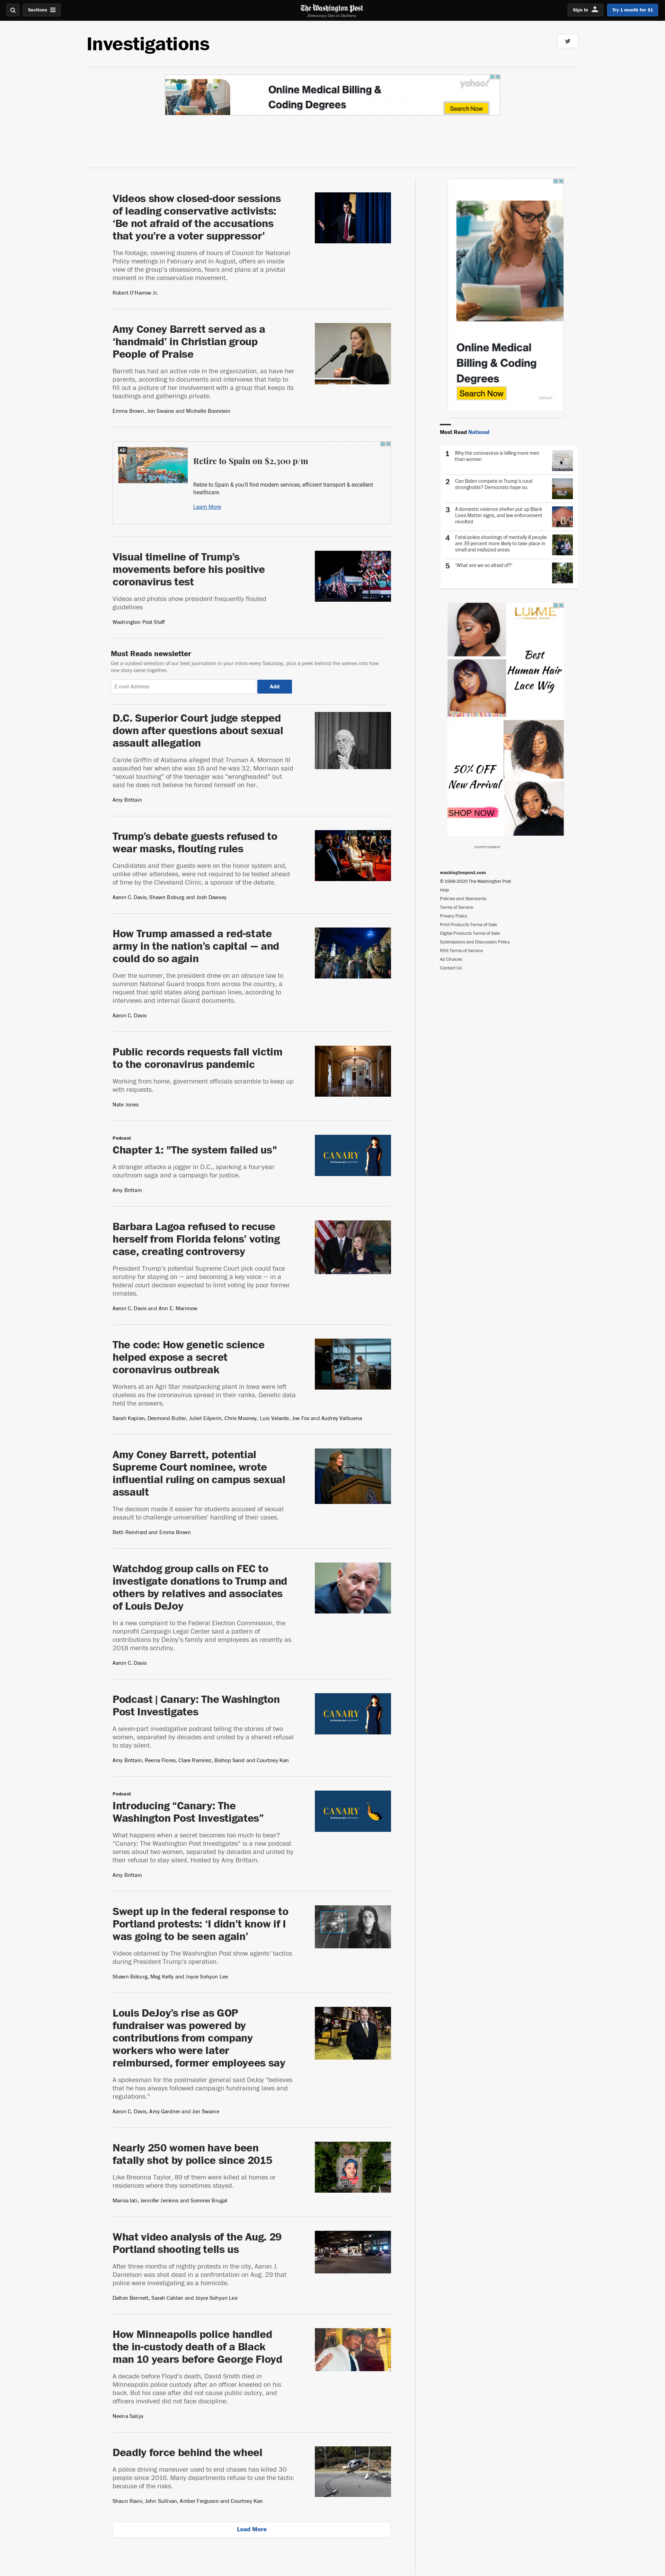 Sections
The Washington Post
Democracy Dies in Darkness
Sign In
Try 1 month for $1
Investigations
Online Medical Billing &
Coding Degrees
yahoo!
Search Now
Videos show closed-door sessions
of leading conservative activists:
‘Be not afraid of the accusations
that you’re a voter suppressor’
The footage, covering dozens of hours of Council for National
Policy meetings in February and in August, offers an inside
view of the group’s obsessions, fears and plans at a pivotal
moment in the conservative movement.
Robert O'Harrow Jr.
Amy Coney Barrett served as a
‘handmaid’ in Christian group
People of Praise
Barrett has had an active role in the organization, as have her
parents, according to documents and interviews that help to
fill out a picture of her involvement with a group that keeps its
teachings and gatherings private.
Emma Brown, Jon Swaine and Michelle Boorstein
AD
Retire to Spain on $2,300 p/m
Retire to Spain & you'll find modern services, efficient transport & excellent
healthcare.
Learn More
Visual timeline of Trump’s
movements before his positive
coronavirus test
Videos and photos show president frequently flouted
guidelines
Washington Post Staff
Must Reads newsletter
Get a curated selection of our best journalism in your inbox every Saturday, plus a peek behind the scenes into how
one story came together.
E-mail Address
Add
D.C. Superior Court judge stepped
down after questions about sexual
assault allegation
Carole Griffin of Alabama alleged that Truman A. Morrison III
assaulted her when she was 16 and he was 32. Morrison said
“sexual touching” of the teenager was “wrongheaded” but
said he does not believe he forced himself on her.
Amy Brittain
Trump’s debate guests refused to
wear masks, flouting rules
Candidates and their guests were on the honor system and,
unlike other attendees, were not required to be tested ahead
of time by the Cleveland Clinic, a sponsor of the debate.
Aaron C. Davis, Shawn Boburg and Josh Dawsey
How Trump amassed a red-state
army in the nation’s capital — and
could do so again
Over the summer, the president drew on an obscure law to
summon National Guard troops from across the country, a
request that split states along partisan lines, according to
interviews and internal Guard documents.
Aaron C. Davis
Public records requests fall victim
to the coronavirus pandemic
Working from home, government officials scramble to keep up
with requests.
Nate Jones
Podcast
Chapter 1: "The system failed us"
A stranger attacks a jogger in D.C., sparking a four-year
courtroom saga and a campaign for justice.
Amy Brittain
CANARY
Barbara Lagoa refused to recuse
herself from Florida felons’ voting
case, creating controversy
President Trump’s potential Supreme Court pick could face
scrutiny for staying on — and becoming a key voice — in a
federal court decision expected to limit voting by poor former
inmates.
Aaron C. Davis and Ann E. Marimow
The code: How genetic science
helped expose a secret
coronavirus outbreak
Workers at an Agri Star meatpacking plant in Iowa were left
clueless as the coronavirus spread in their ranks. Genetic data
held the answers.
Sarah Kaplan, Desmond Butler, Juliet Eilperin, Chris Mooney, Luis Velarde, Joe Fox and Audrey Valbuena
Amy Coney Barrett, potential
Supreme Court nominee, wrote
influential ruling on campus sexual
assault
The decision made it easier for students accused of sexual
assault to challenge universities’ handling of their cases.
Beth Reinhard and Emma Brown
Watchdog group calls on FEC to
investigate donations to Trump and
others by relatives and associates
of Louis DeJoy
In a new complaint to the Federal Election Commission, the
nonprofit Campaign Legal Center said a pattern of
contributions by DeJoy’s family and employees as recently as
2018 merits scrutiny.
Aaron C. Davis
Podcast | Canary: The Washington
Post Investigates
A seven-part investigative podcast telling the stories of two
women, separated by decades and united by a shared refusal
to stay silent.
Amy Brittain, Reena Flores, Clare Ramirez, Bishop Sand and Courtney Kan
CANARY
Podcast
Introducing “Canary: The
Washington Post Investigates”
What happens when a secret becomes too much to bear?
“Canary: The Washington Post Investigates” is a new podcast
series about two women, separated by decades and united by
their refusal to stay silent. Hosted by Amy Brittain.
Amy Brittain
CANARY
Swept up in the federal response to
Portland protests: ‘I didn’t know if I
was going to be seen again’
Videos obtained by The Washington Post show agents’ tactics
during President Trump’s operation.
Shawn Boburg, Meg Kelly and Joyce Sohyun Lee
Louis DeJoy’s rise as GOP
fundraiser was powered by
contributions from company
workers who were later
reimbursed, former employees say
A spokesman for the postmaster general said DeJoy “believes
that he has always followed campaign fundraising laws and
regulations.”
Aaron C. Davis, Amy Gardner and Jon Swaine
Nearly 250 women have been
fatally shot by police since 2015
Like Breonna Taylor, 89 of them were killed at homes or
residences where they sometimes stayed.
Marisa Iati, Jennifer Jenkins and Sommer Brugal
What video analysis of the Aug. 29
Portland shooting tells us
After three months of nightly protests in the city, Aaron J.
Danielson was shot dead in a confrontation on Aug. 29 that
police were investigating as a homicide.
Dalton Bennett, Sarah Cahlan and Joyce Sohyun Lee
How Minneapolis police handled
the in-custody death of a Black
man 10 years before George Floyd
A decade before Floyd’s death, David Smith died in
Minneapolis police custody after an officer kneeled on his
back. But his case after did not cause public outcry, and
officers involved did not face discipline.
Neena Satija
Deadly force behind the wheel
A police driving maneuver used to end chases has killed 30
people since 2016. Many departments refuse to use the tactic
because of the risks.
Shaun Raviv, John Sullivan, Amber Ferguson and Courtney Kan
Load More
Online Medical
Billing & Coding
Degrees
Search Now
yahoo!
Most Read National
1
Why the coronavirus is killing more men
than women
2
Can Biden compete in Trump’s rural
strongholds? Democrats hope so.
3
A domestic violence shelter put up Black
Lives Matter signs, and law enforcement
revolted
4
Fatal police shootings of mentally ill people
are 39 percent more likely to take place in
small and midsized areas
5
‘What are we so afraid of?’
Best
Human Hair
Lace Wig
50% OFF
New Arrival
SHOP NOW
ADVERTISEMENT
washingtonpost.com
© 1996-2020 The Washington Post
Help
Policies and Standards
Terms of Service
Privacy Policy
Print Products Terms of Sale
Digital Products Terms of Sale
Submissions and Discussion Policy
RSS Terms of Service
Ad Choices
Contact Us